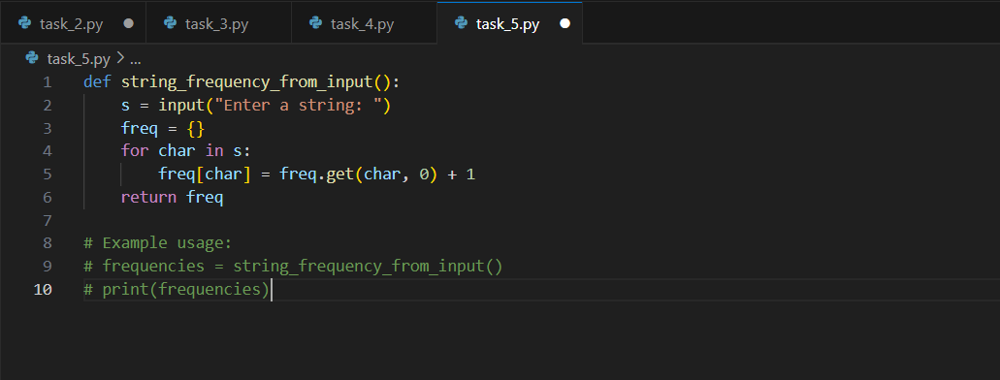 task_2.py ● task_3.py task_4.py task_5.py ●
task_5.py > ...
1 def string_frequency_from_input():
2     s = input("Enter a string: ")
3     freq = {}
4     for char in s:
5         freq[char] = freq.get(char, 0) + 1
6     return freq
7
8 # Example usage:
9 # frequencies = string_frequency_from_input()
10 # print(frequencies)